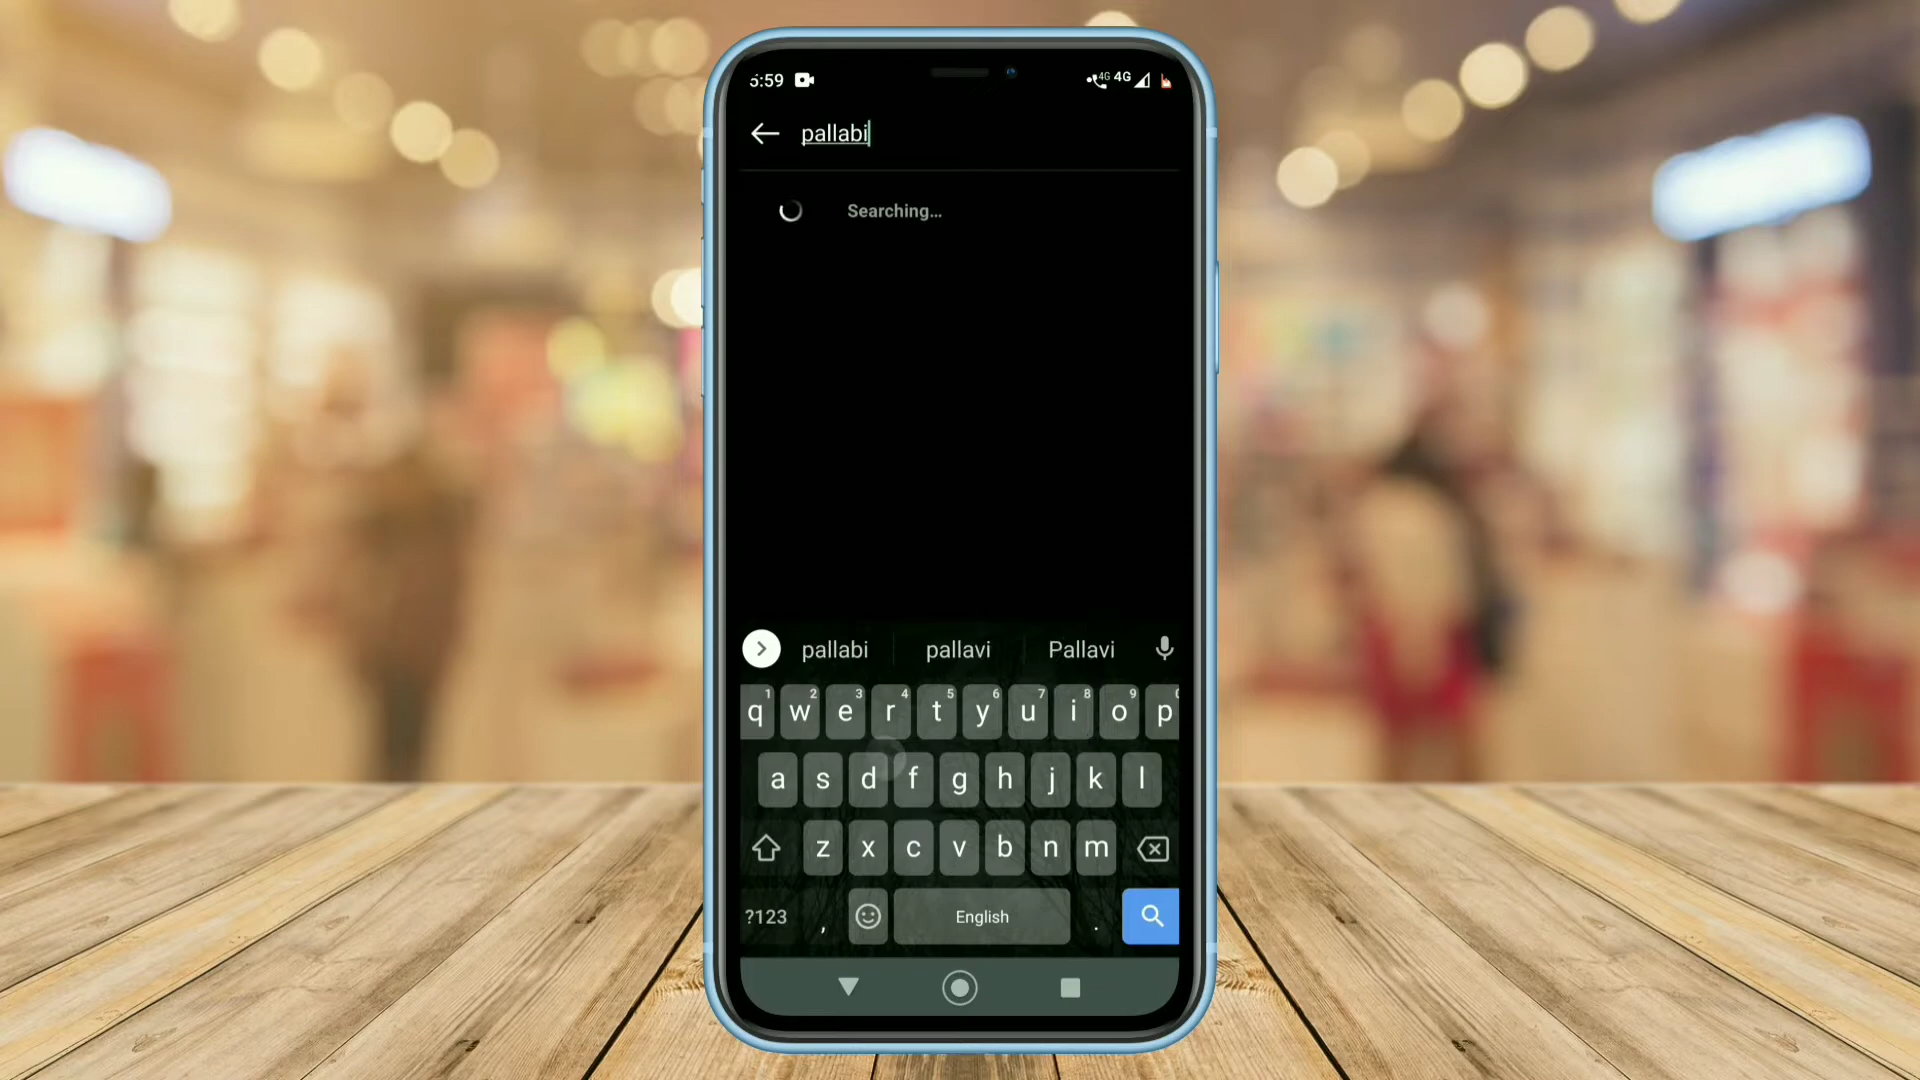 5:59 4G 4G
pallabi
Searching...
pallabi pallavi Pallavi
1 2 3 4 5 6 7 8 9
q w e r t y u i o p
a s d f g h j k l
z x c v b n m
?123 , English .